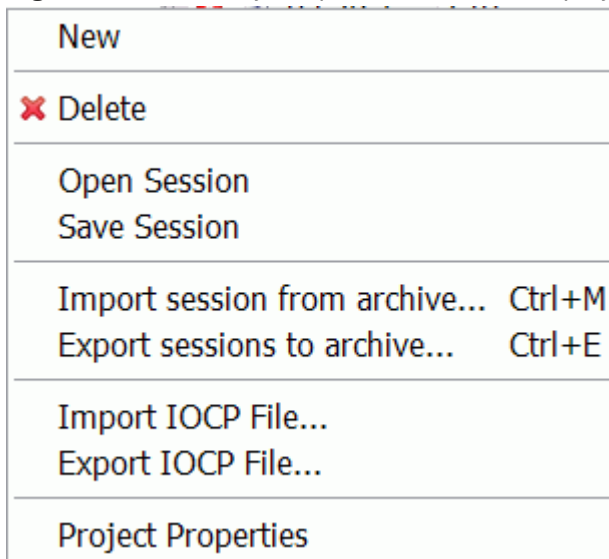 New
Delete
Open Session
Save Session
Import session from archive... Ctrl+M
Export sessions to archive... Ctrl+E
Import IOCP File...
Export IOCP File...
Project Properties